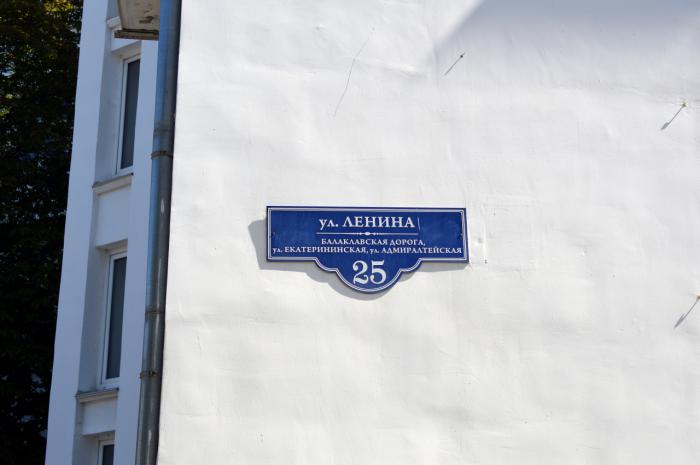 ул. ЛЕНИНА
БАЛАКЛАВСКАЯ ДОРОГА,
ул. ЕКАТЕРИНИНСКАЯ, ул. АДМИРАЛТЕЙСКАЯ
25